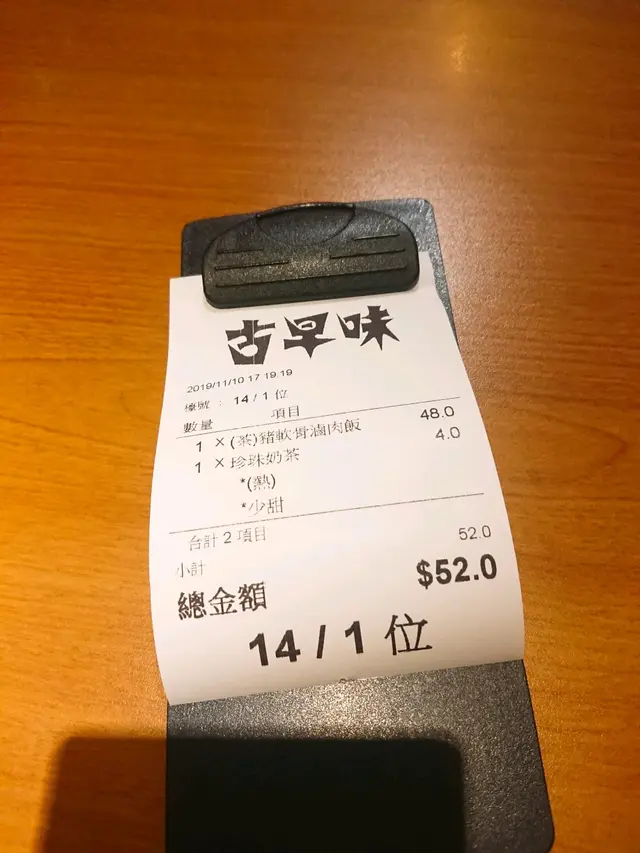 古早味
2019/11/10 17:19:19
檯號 : 14 / 1 位
數量 項目
1 ×(茶)豬軟骨滷肉飯 48.0
1 ×珍珠奶茶 4.0
*(熱)
*少甜
合計 2 項目
小計 52.0
總金額 $52.0
14 / 1 位